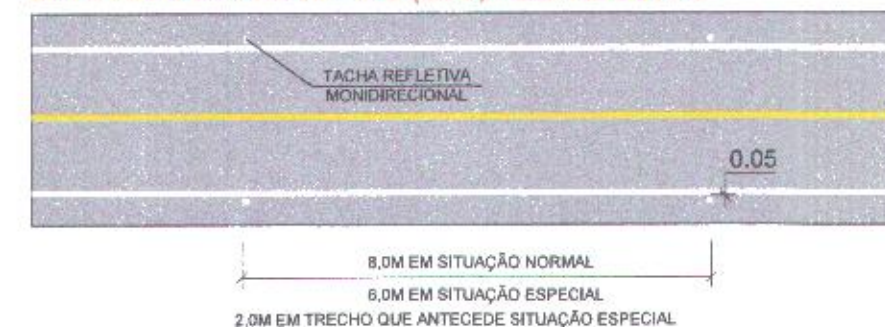 TACHA REFLETIVA
MONIDIRECIONAL
0.05
8,0M EM SITUAÇÃO NORMAL
6,0M EM SITUAÇÃO ESPECIAL
2,0M EM TRECHO QUE ANTECEDE SITUAÇÃO ESPECIAL